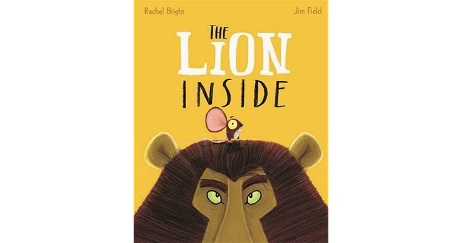 Rachel Bright Jim Field
THE
LION
INSIDE